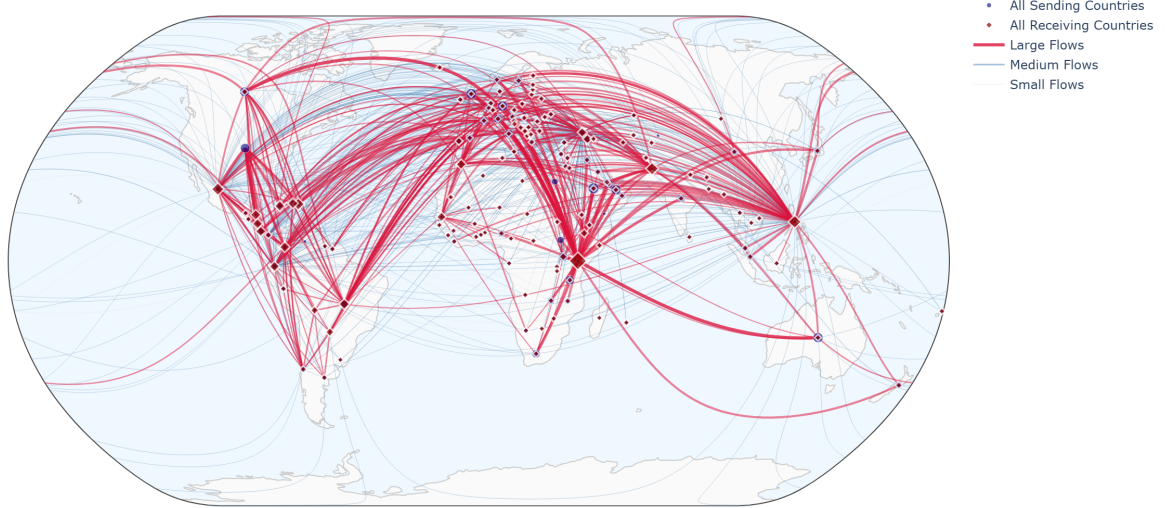 All Sending Countries
All Receiving Countries
Large Flows
Medium Flows
Small Flows